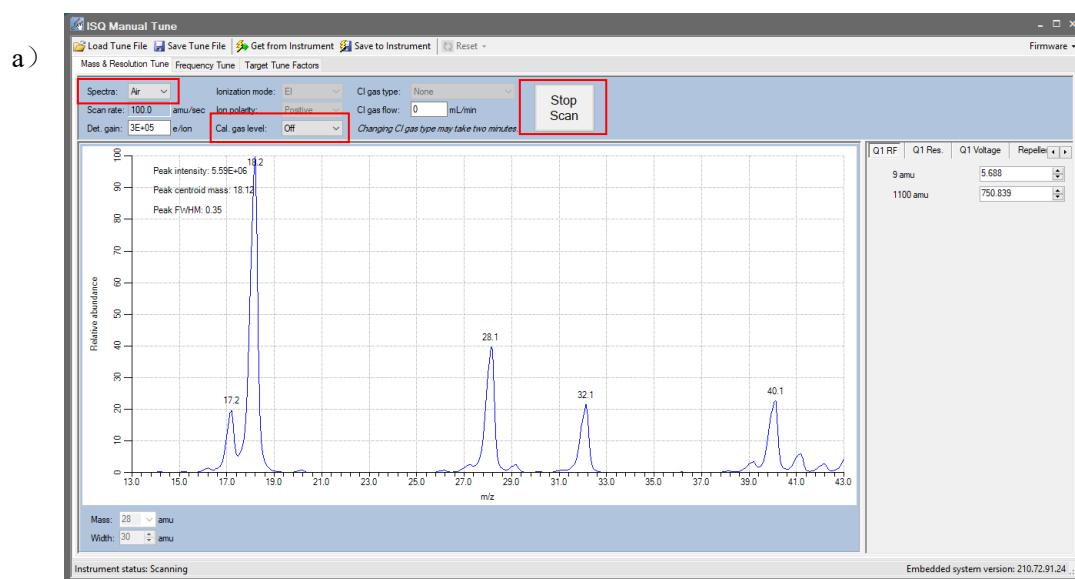 a）
ISQ Manual Tune
Load Tune File Save Tune File Get from Instrument Save to Instrument Reset Firmware
Mass & Resolution Tune Frequency Tune Target Tune Factors
Spectra: Air Ionization mode: EI CI gas type: None
Scan rate: 100.0 amu/sec Ion polarity: Positive CI gas flow: 0 mL/min
Det. gain: 3E+05 e/Ion Cal. gas level: Off Changing CI gas type may take two minutes.
Stop
Scan
Q1 RF Q1 Res. Q1 Voltage Repeller
9 amu 5.688
1100 amu 750.839
Peak intensity: 5.59E+06
Peak centroid mass: 18.12
Peak FWHM: 0.35
18.2
17.2
28.1
32.1
40.1
Relative abundance
100
90
80
70
60
50
40
30
20
10
0
13.0 15.0 17.0 19.0 21.0 23.0 25.0 27.0 29.0 31.0 33.0 35.0 37.0 39.0 41.0 43.0
m/z
Mass: 28 amu
Width: 30 amu
Instrument status: Scanning Embedded system version: 210.72.91.24